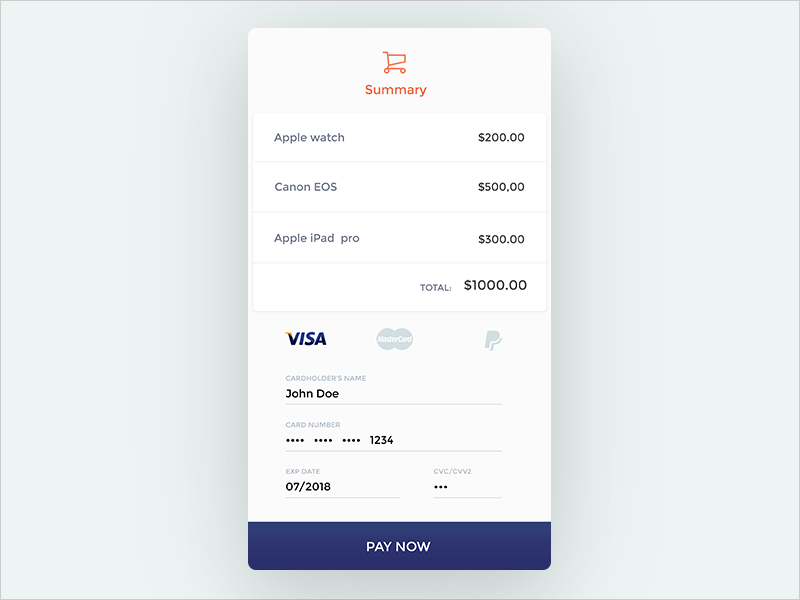 Summary
Apple watch $200.00
Canon EOS $500,00
Apple iPad pro $300.00
TOTAL: $1000.00
VISA MasterCard
CARDHOLDER'S NAME
John Doe
CARD NUMBER
•••• •••• •••• 1234
EXP DATE CVC/CVV2
07/2018 •••
PAY NOW